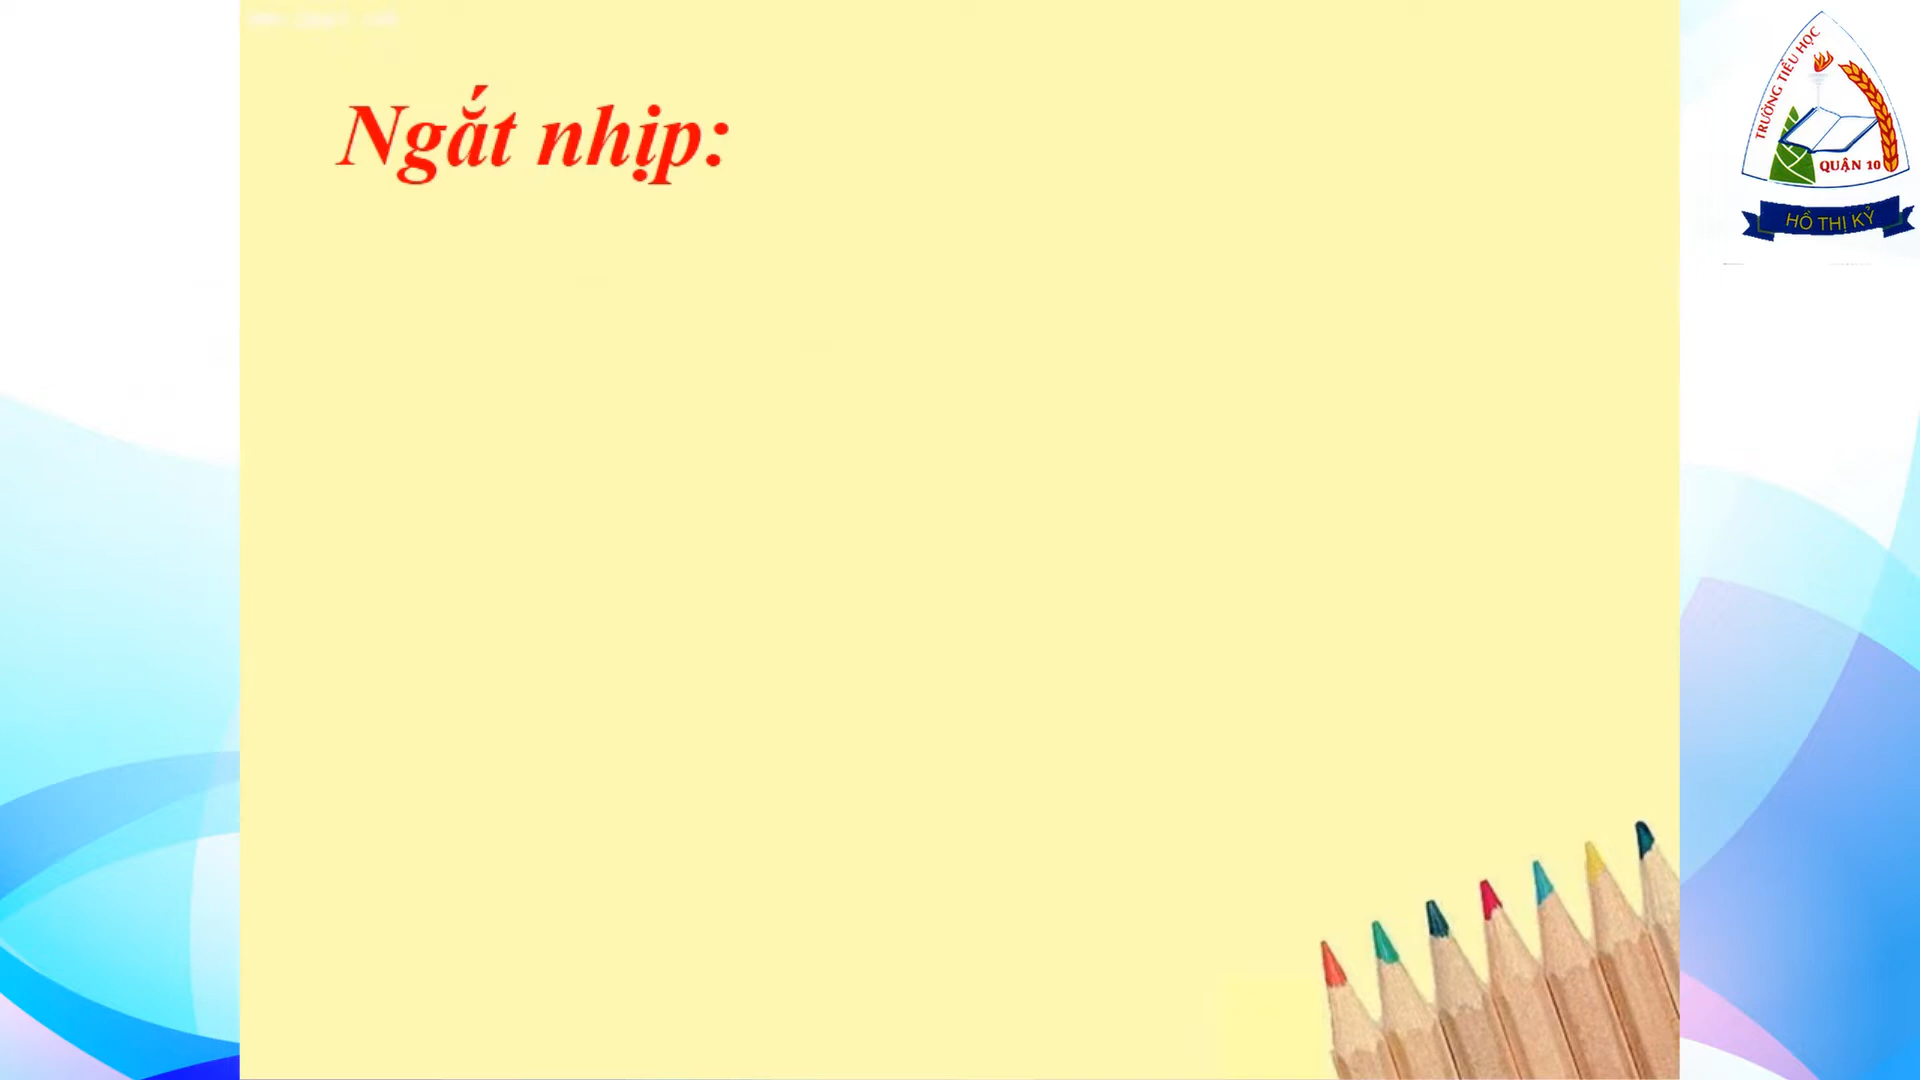 Ngắt nhịp:
TRƯỜNG TIỂU HỌC
QUẬN 10
HỒ THỊ KỶ